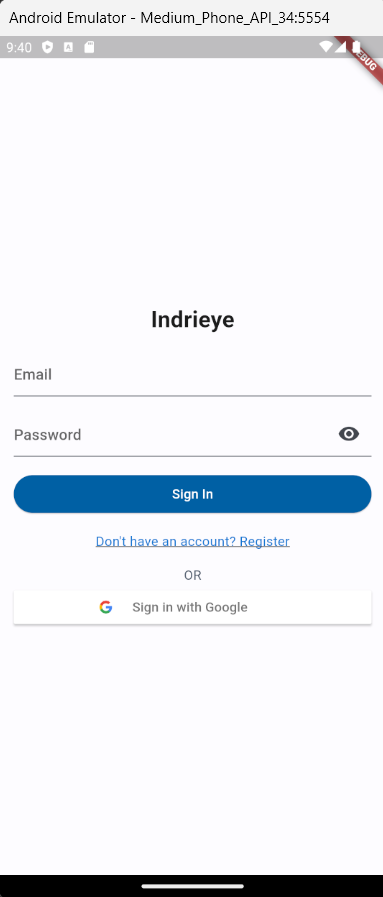 Android Emulator - Medium_Phone_API_34:5554
9:40
A
DEBUG
Indrieye
Email
Password
Sign In
Don't have an account? Register
OR
G Sign in with Google